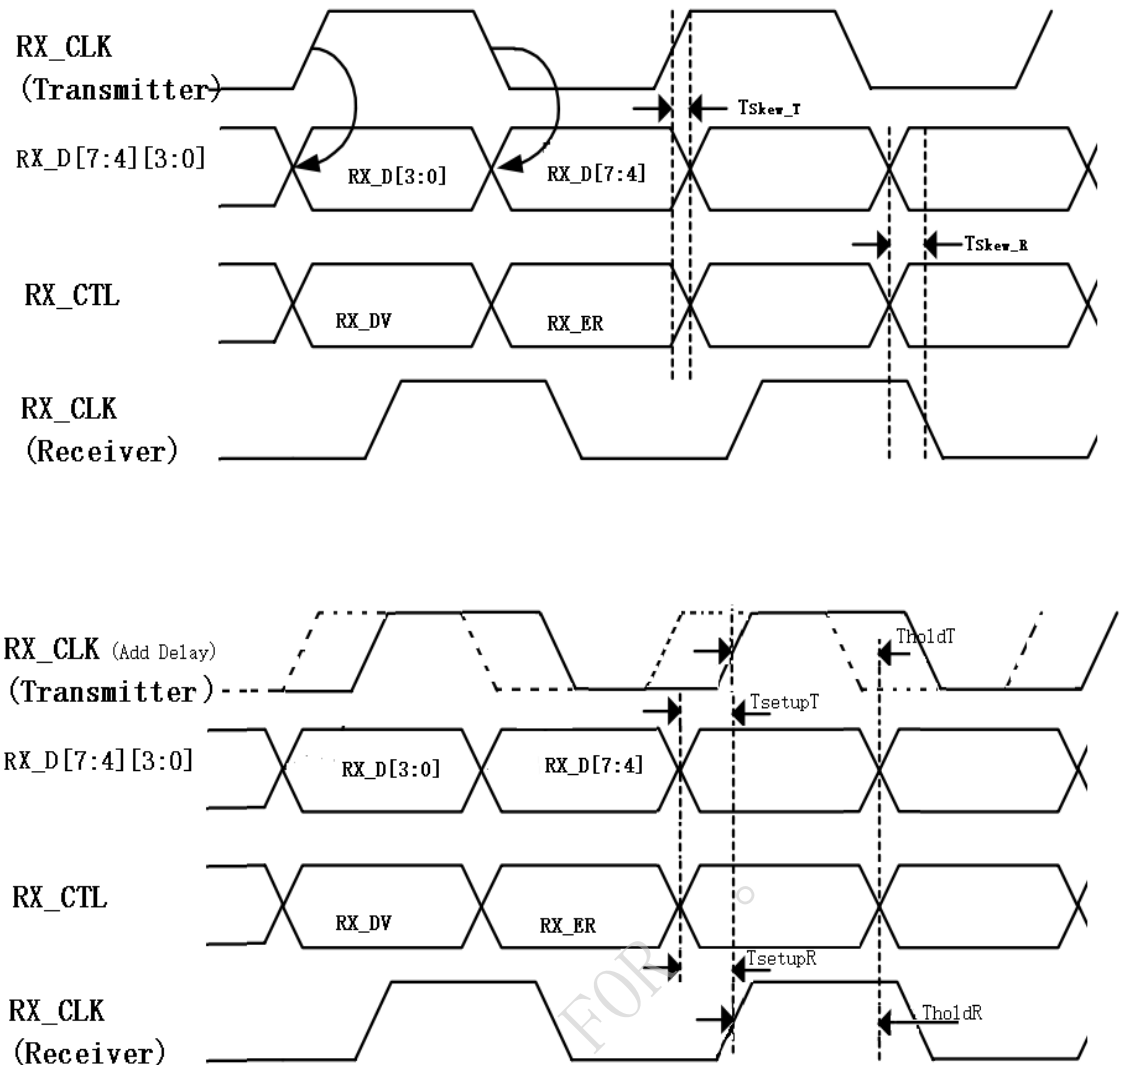 RX_CLK
(Transmitter)
TSkew_T
RX_D[7:4][3:0]
RX_D[3:0]
RX_D[7:4]
TSkew_R
RX_CTL
RX_DV
RX_ER
RX_CLK
(Receiver)
RX_CLK (Add Delay)
(Transmitter)
TholdT
TsetupT
RX_D[7:4][3:0]
RX_D[3:0]
RX_D[7:4]
RX_CTL
RX_DV
RX_ER
TsetupR
FOR
RX_CLK
(Receiver)
TholdR